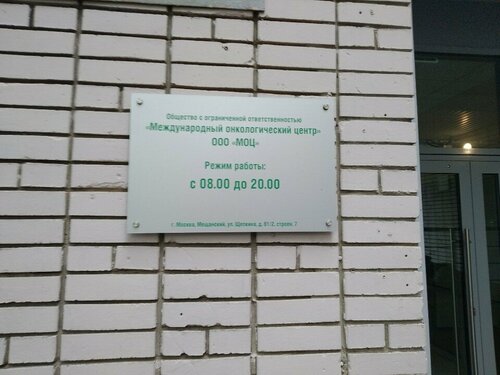 Общество с ограниченной ответственностью
«Международный онкологический центр»
ООО «МОЦ»
Режим работы:
с 08.00 до 20.00
г. Москва, Мещанский, ул. Щепкина, д. 61/2, строен. 7